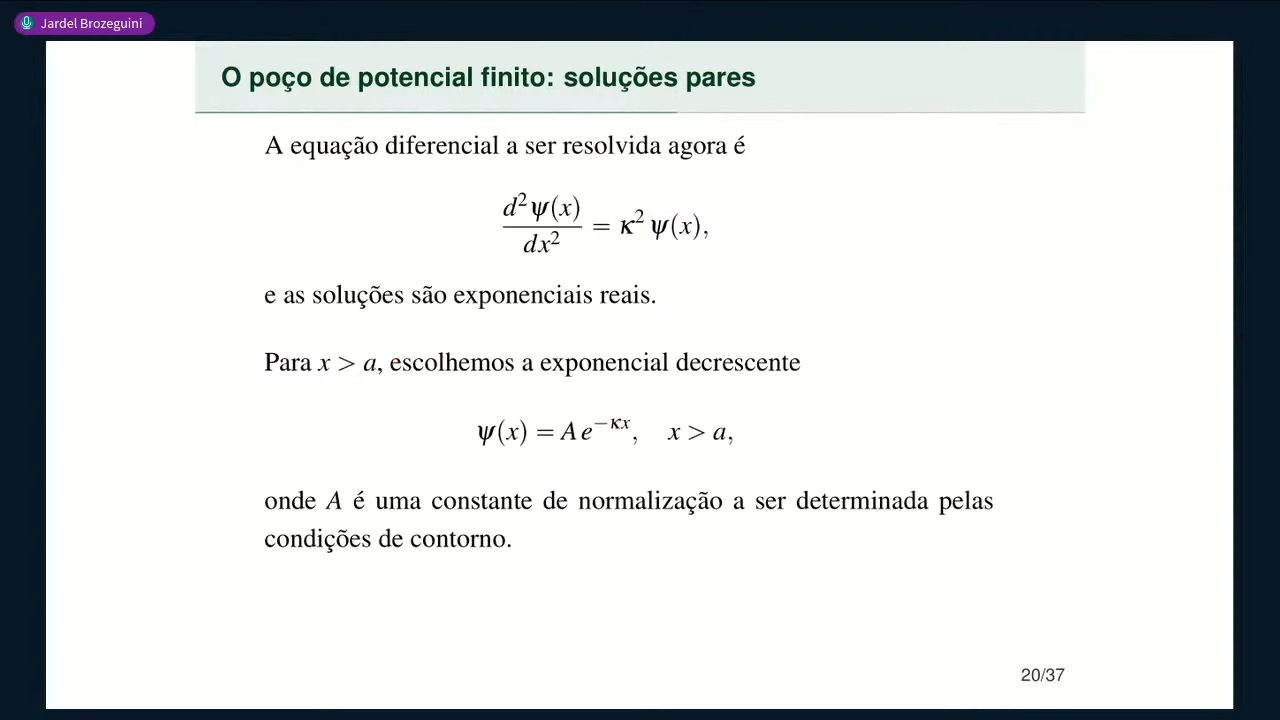 Jardel Brozeguini
O poço de potencial finito: soluções pares
A equação diferencial a ser resolvida agora é
d²ψ(x)/dx² = κ² ψ(x),
e as soluções são exponenciais reais.
Para x > a, escolhemos a exponencial decrescente
ψ(x) = A e^{−κx}, x > a,
onde A é uma constante de normalização a ser determinada pelas
condições de contorno.
20/37